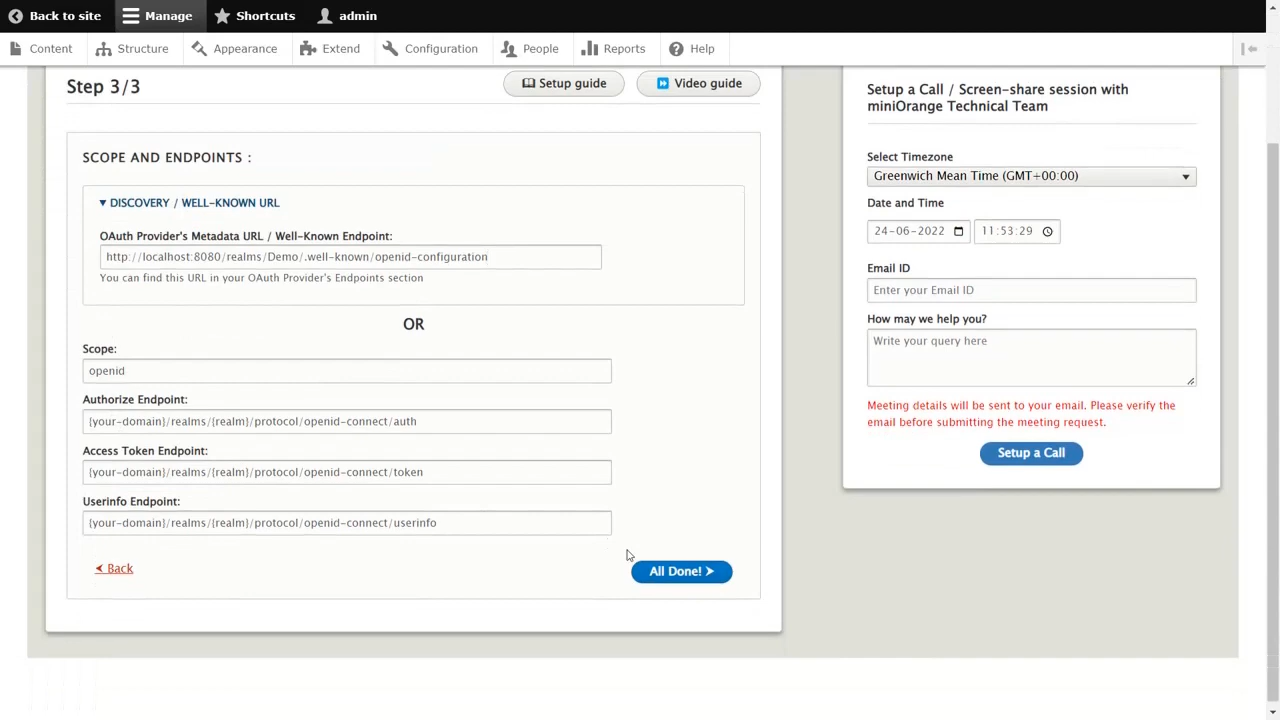 Back to site
Manage
Shortcuts
admin
Content
Structure
Appearance
Extend
Configuration
People
Reports
Help
Step 3/3
Setup guide
Video guide
SCOPE AND ENDPOINTS :
DISCOVERY / WELL-KNOWN URL
OAuth Provider's Metadata URL / Well-Known Endpoint:
http://localhost:8080/realms/Demo/.well-known/openid-configuration
You can find this URL in your OAuth Provider's Endpoints section
OR
Scope:
openid
Authorize Endpoint:
{your-domain}/realms/{realm}/protocol/openid-connect/auth
Access Token Endpoint:
{your-domain}/realms/{realm}/protocol/openid-connect/token
Userinfo Endpoint:
{your-domain}/realms/{realm}/protocol/openid-connect/userinfo
Back
All Done!
Setup a Call / Screen-share session with
miniOrange Technical Team
Select Timezone
Greenwich Mean Time (GMT+00:00)
Date and Time
24-06-2022
11:53:29
Email ID
Enter your Email ID
How may we help you?
Write your query here
Meeting details will be sent to your email. Please verify the
email before submitting the meeting request.
Setup a Call